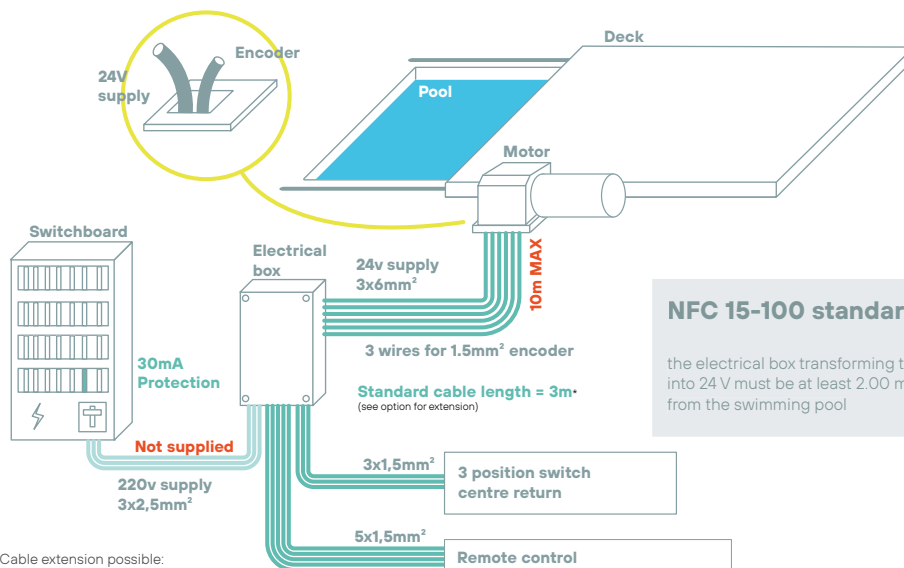 Deck
Encoder
24V
supply
Pool
Motor
Switchboard
Electrical
box
24v supply
3x6mm²
10m MAX
NFC 15-100 standar
the electrical box transforming t
into 24 V must be at least 2.00 m
from the swimming pool
3 wires for 1.5mm² encoder
30mA
Protection
Standard cable length = 3m*
(see option for extension)
Not supplied
220v supply
3x2,5mm²
3x1,5mm²
3 position switch
centre return
5x1,5mm²
Remote control
Cable extension possible: